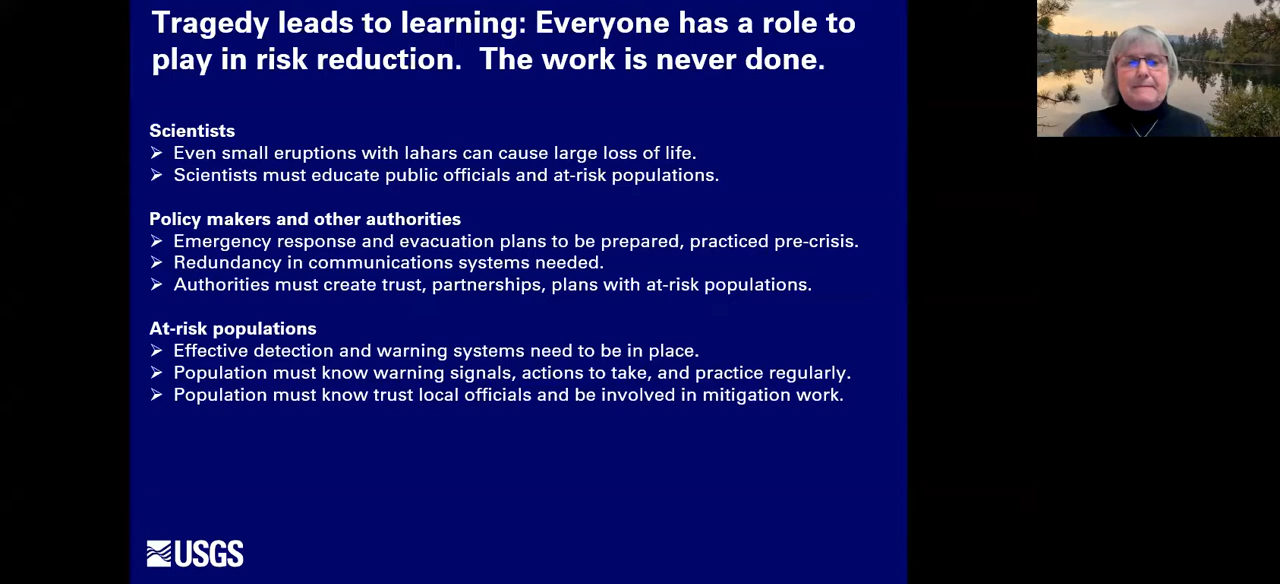 Tragedy leads to learning: Everyone has a role to
play in risk reduction.  The work is never done.
Scientists
➢ Even small eruptions with lahars can cause large loss of life.
➢ Scientists must educate public officials and at-risk populations.
Policy makers and other authorities
➢ Emergency response and evacuation plans to be prepared, practiced pre-crisis.
➢ Redundancy in communications systems needed.
➢ Authorities must create trust, partnerships, plans with at-risk populations.
At-risk populations
➢ Effective detection and warning systems need to be in place.
➢ Population must know warning signals, actions to take, and practice regularly.
➢ Population must know trust local officials and be involved in mitigation work.
USGS